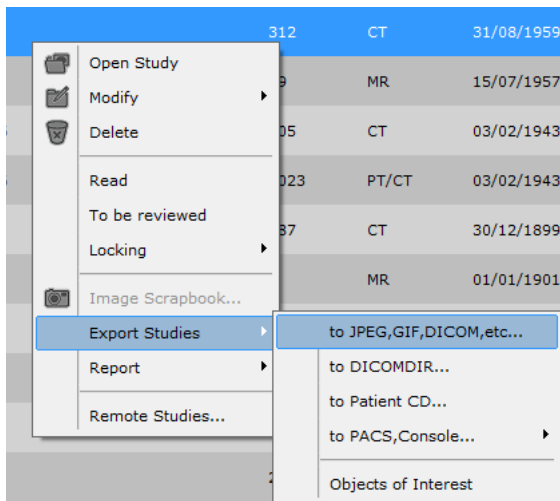 312 CT 31/08/1959
Open Study
9 MR 15/07/1957
Modify
Delete
05 CT 03/02/1943
Read
023 PT/CT 03/02/1943
To be reviewed
37 CT 30/12/1899
Locking
MR 01/01/1901
Image Scrapbook...
Export Studies
to JPEG,GIF,DICOM,etc...
Report
to DICOMDIR...
to Patient CD...
Remote Studies...
to PACS,Console...
Objects of Interest